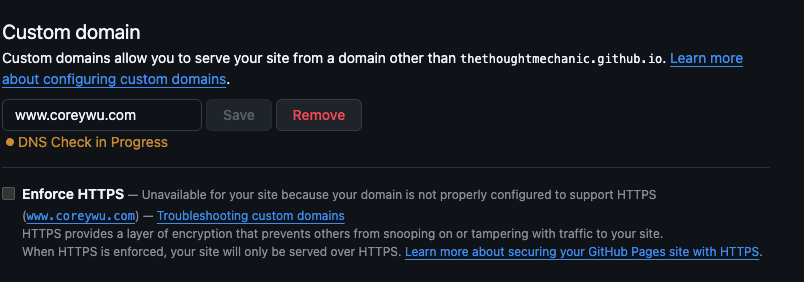 Custom domain
Custom domains allow you to serve your site from a domain other than thethoughtmechanic.github.io. Learn more
about configuring custom domains.
www.coreywu.com Save Remove
DNS Check in Progress
Enforce HTTPS — Unavailable for your site because your domain is not properly configured to support HTTPS
(www.coreywu.com) — Troubleshooting custom domains
HTTPS provides a layer of encryption that prevents others from snooping on or tampering with traffic to your site.
When HTTPS is enforced, your site will only be served over HTTPS. Learn more about securing your GitHub Pages site with HTTPS.